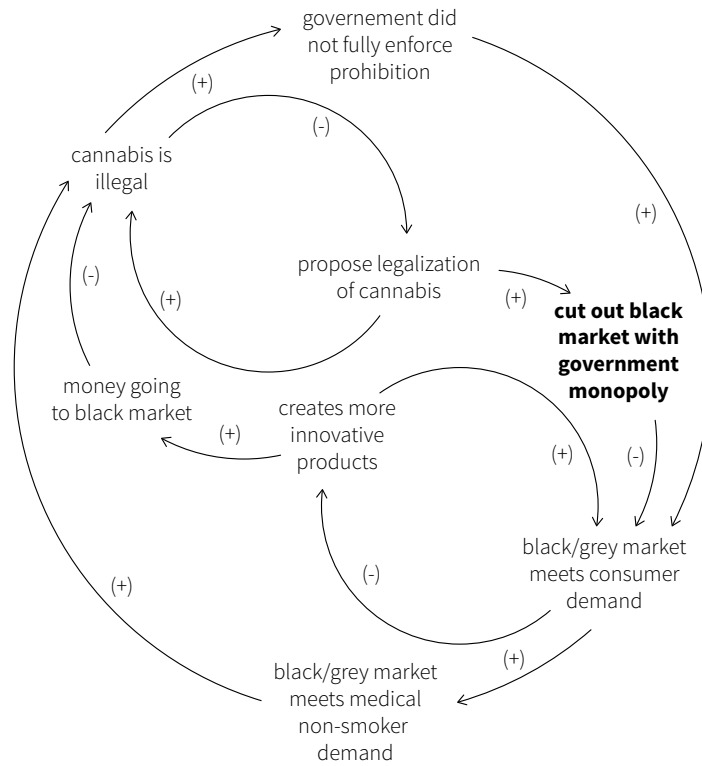 governement did
not fully enforce
prohibition
(+)
(-)
cannabis is
illegal
(+)
propose legalization
of cannabis
(-)
(+)
(+)
cut out black
market with
government
monopoly
money going
to black market
creates more
innovative
products
(+)
(+)
(-)
black/grey market
meets consumer
demand
(-)
(+)
(+)
black/grey market
meets medical
non-smoker
demand